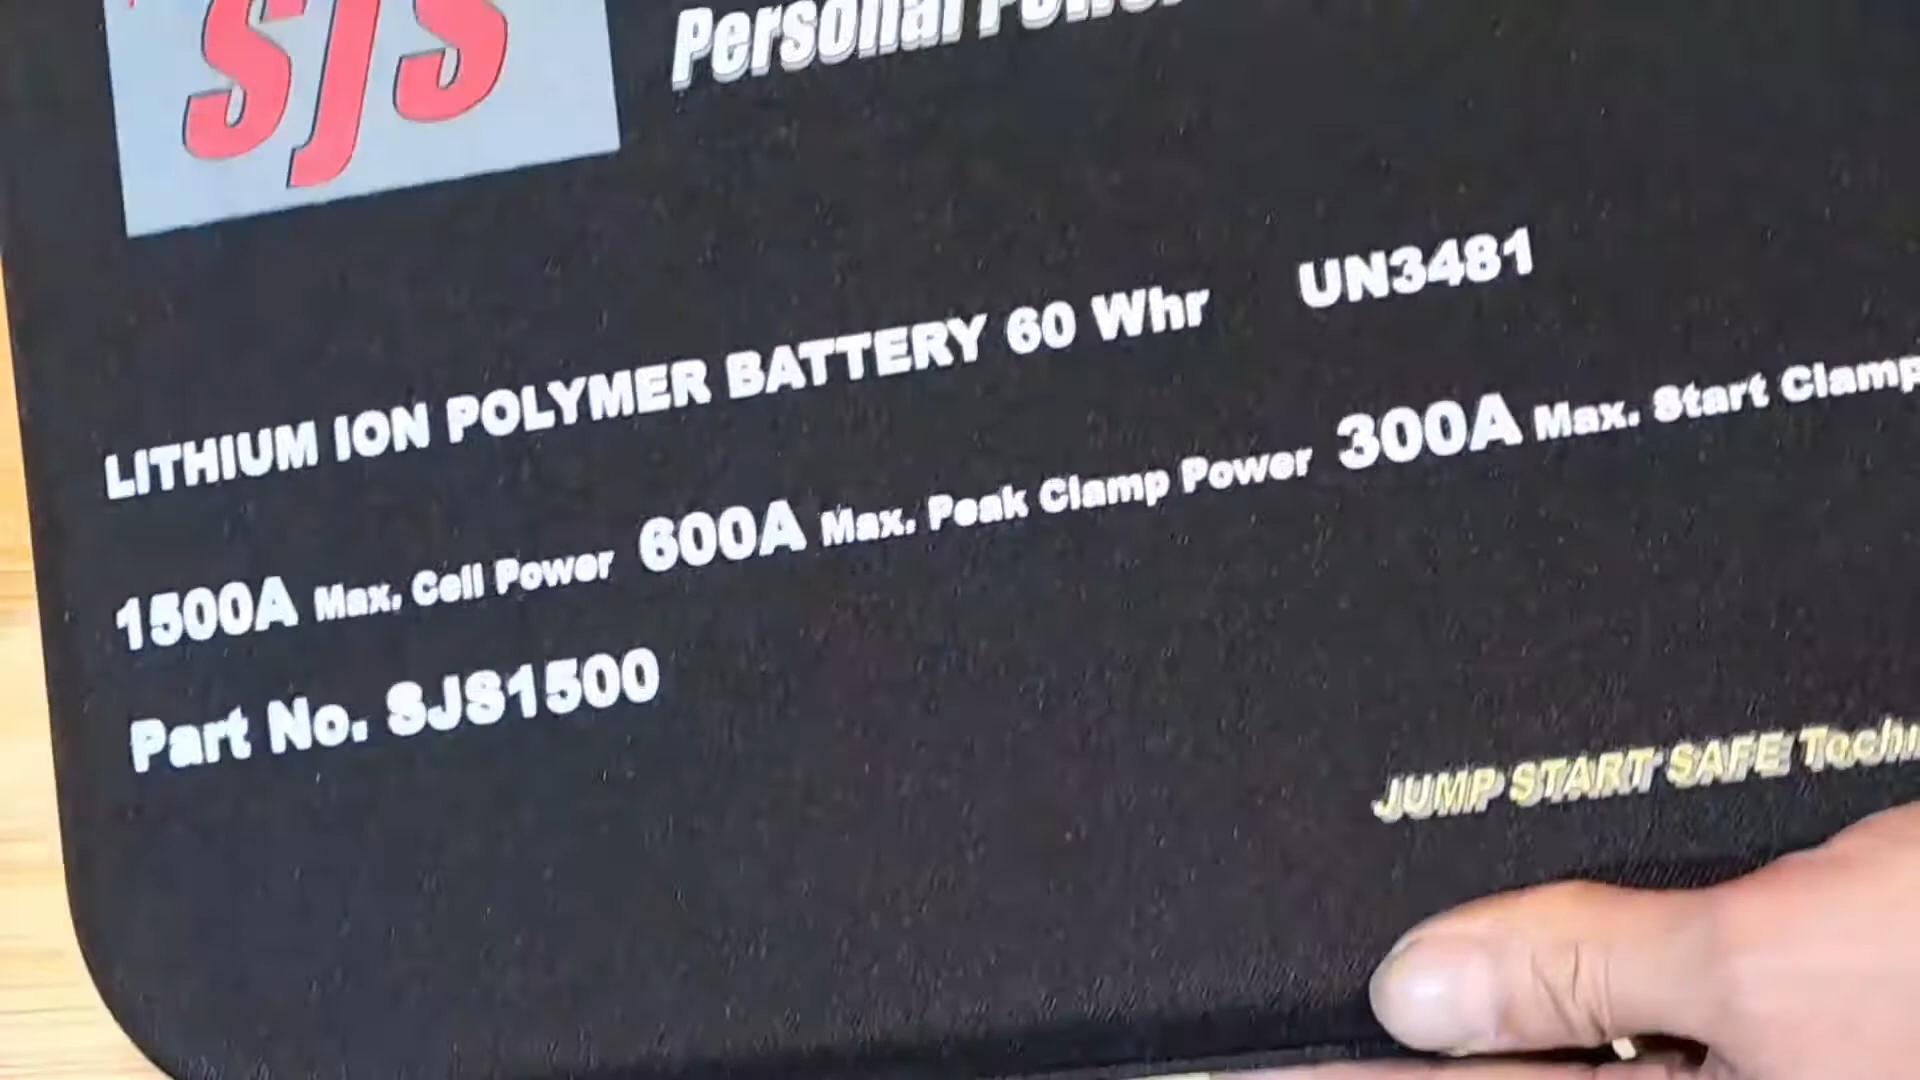 SJS
Personal Power
LITHIUM ION POLYMER BATTERY 60 Whr UN3481
1500A Max. Cell Power 600A Max. Peak Clamp Power 300A Max. Start Clamp
Part No. SJS1500
JUMP START SAFE